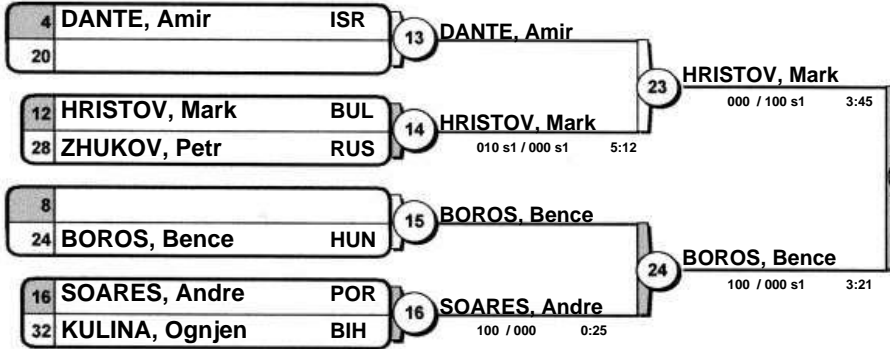 4 DANTE, Amir ISR
20
13 DANTE, Amir
12 HRISTOV, Mark BUL
28 ZHUKOV, Petr RUS
14 HRISTOV, Mark
010 s1 / 000 s1 5:12
23 HRISTOV, Mark
000 / 100 s1 3:45
8
24 BOROS, Bence HUN
15 BOROS, Bence
16 SOARES, Andre POR
32 KULINA, Ognjen BIH
16 SOARES, Andre
100 / 000 0:25
24 BOROS, Bence
100 / 000 s1 3:21